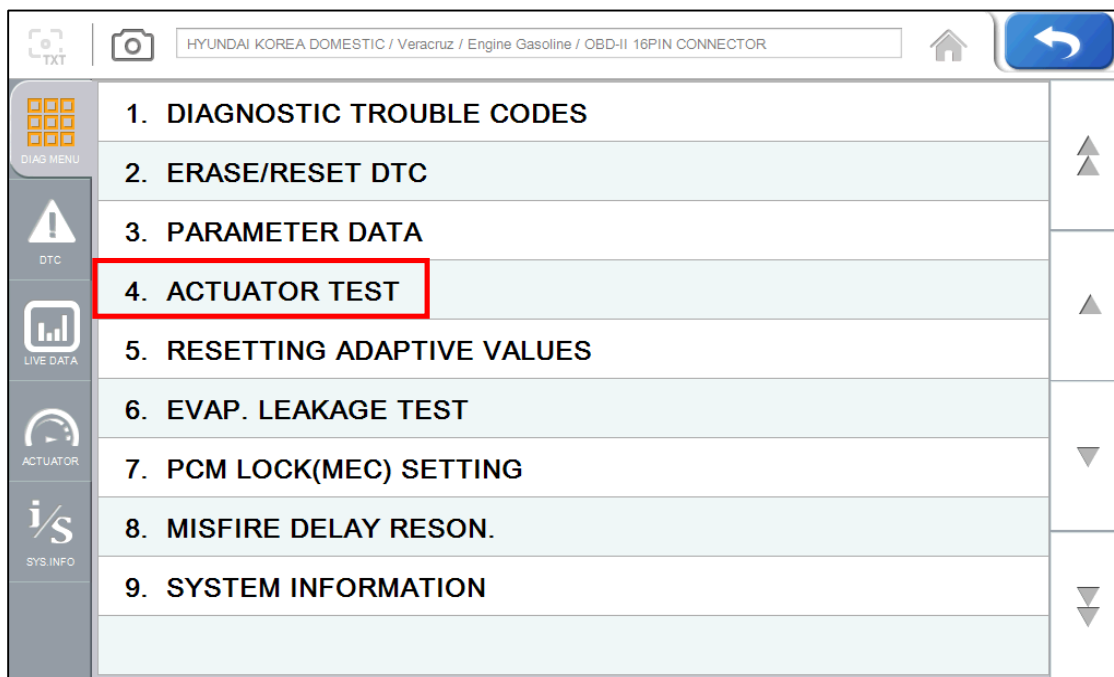 TXT
HYUNDAI KOREA DOMESTIC / Veracruz / Engine Gasoline / OBD-II 16PIN CONNECTOR
DIAG MENU
DTC
LIVE DATA
ACTUATOR
i/s
SYS.INFO
1. DIAGNOSTIC TROUBLE CODES
2. ERASE/RESET DTC
3. PARAMETER DATA
4. ACTUATOR TEST
5. RESETTING ADAPTIVE VALUES
6. EVAP. LEAKAGE TEST
7. PCM LOCK(MEC) SETTING
8. MISFIRE DELAY RESON.
9. SYSTEM INFORMATION